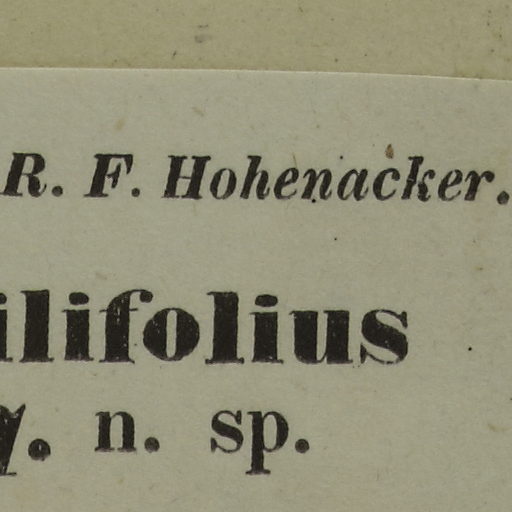 R. F. Hohenacker.
ilifolius
n. sp.